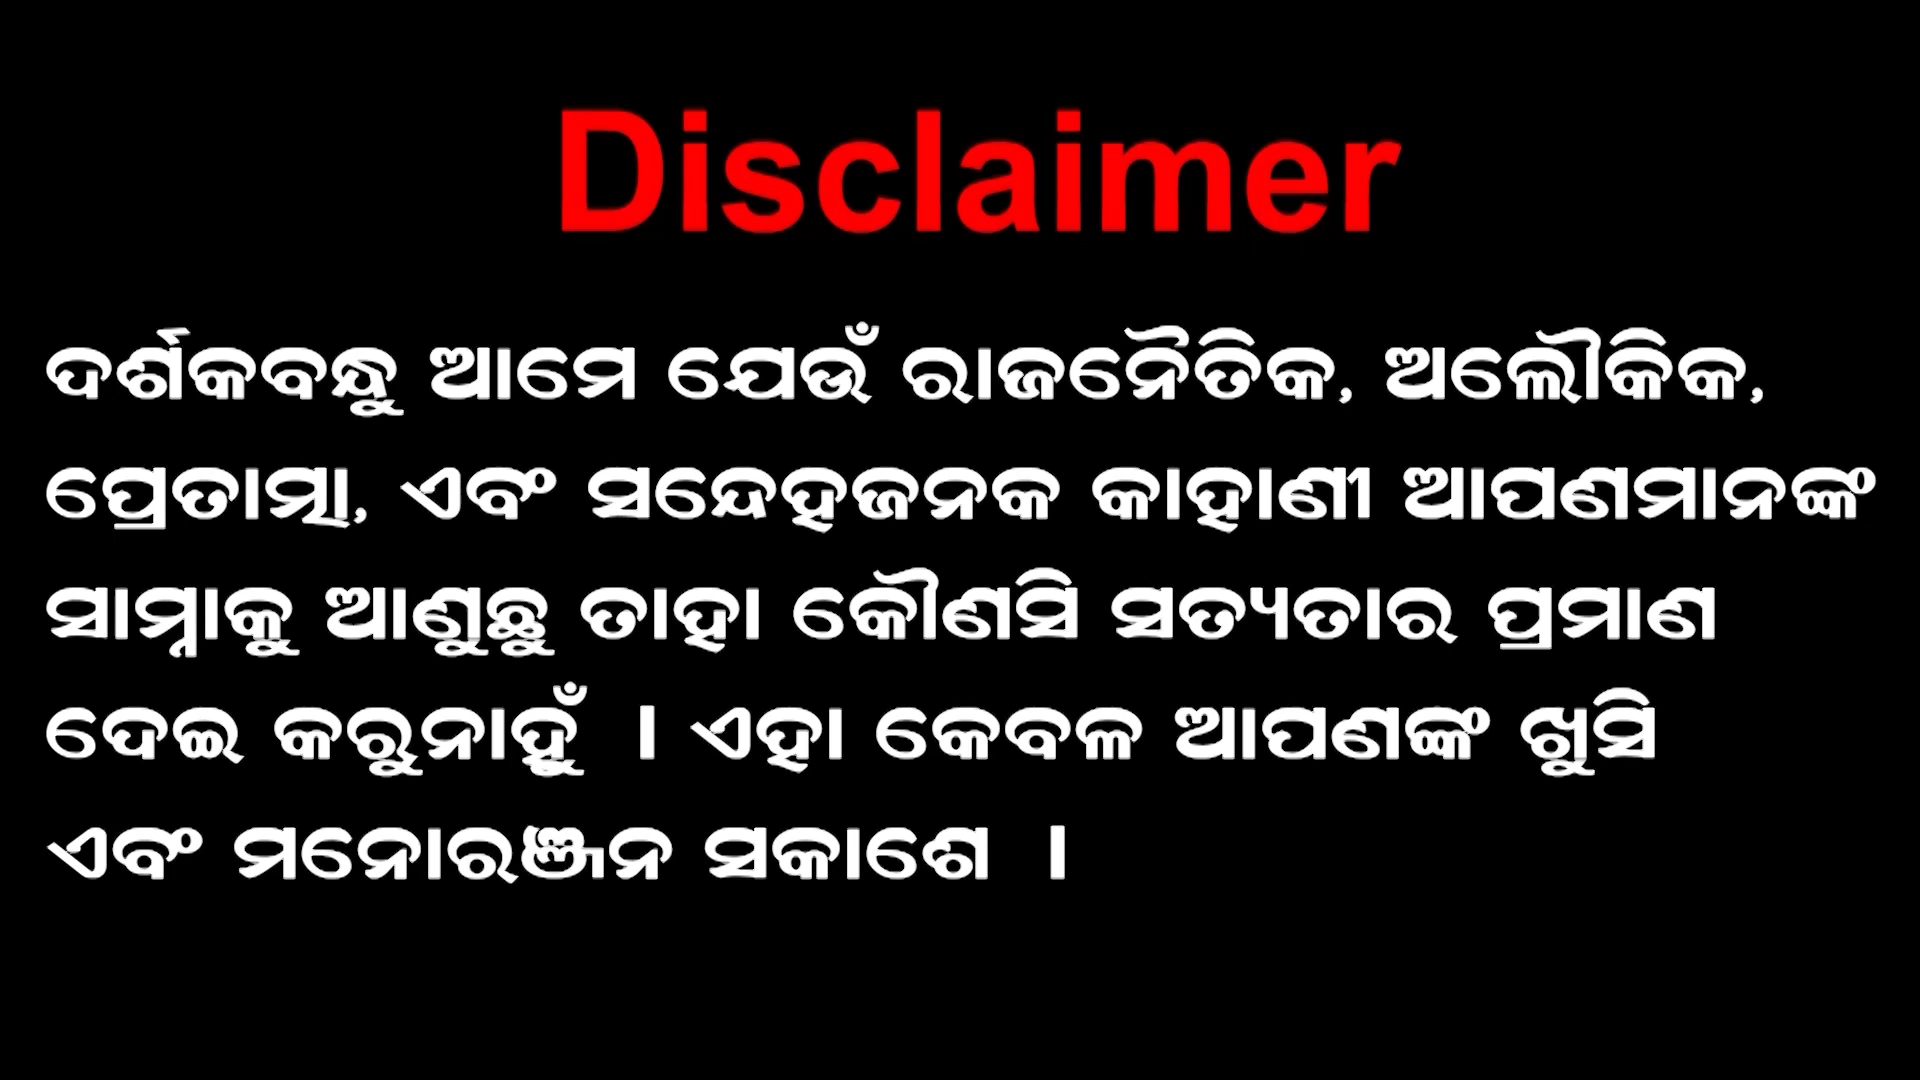 Disclaimer
ଦର୍ଶକବନ୍ଧୁ ଆମେ ଯେଉଁ ରାଜନୈତିକ, ଅଲୌକିକ,
ପ୍ରେତାତ୍ମା, ଏବଂ ସନ୍ଦେହଜନକ କାହାଣୀ ଆପଣମାନଙ୍କ
ସାମ୍ନାକୁ ଆଣୁଛୁ ତାହା କୌଣସି ସତ୍ୟତାର ପ୍ରମାଣ
ଦେଇ କରୁନାହୁଁ । ଏହା କେବଳ ଆପଣଙ୍କ ଖୁସି
ଏବଂ ମନୋରଞ୍ଜନ ସକାଶେ ।